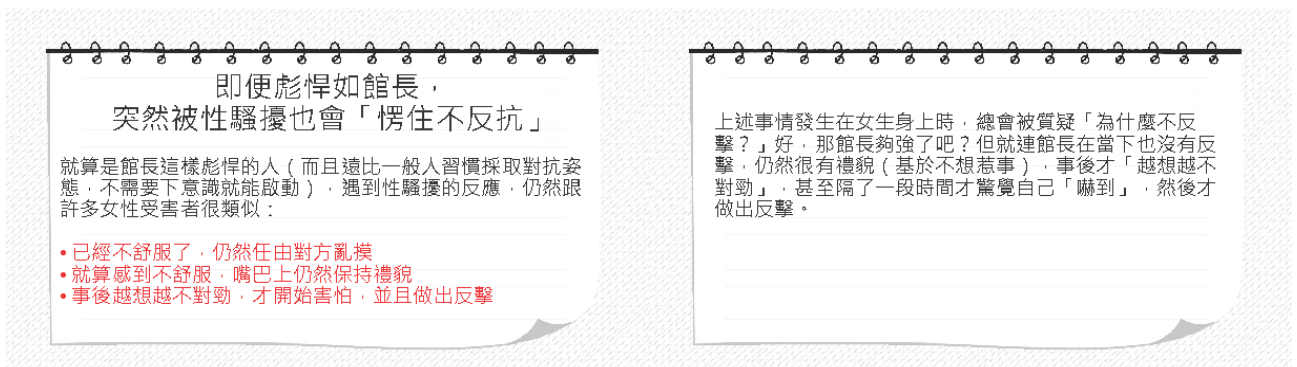 即便彪悍如館長，
突然被性騷擾也會「愣住不反抗」
就算是館長這樣彪悍的人（而且遠比一般人習慣採取對抗姿
態，不需要下意識就能啟動），遇到性騷擾的反應，仍然跟
許多女性受害者很類似：
• 已經不舒服了，仍然任由對方亂摸
• 就算感到不舒服，嘴巴上仍然保持禮貌
• 事後越想越不對勁，才開始害怕，並且做出反擊
上述事情發生在女生身上時，總會被質疑「為什麼不反
擊？」好，那館長夠強了吧？但就連館長在當下也沒有反
擊，仍然很有禮貌（基於不想惹事），事後才「越想越不
對勁」，甚至隔了一段時間才驚覺自己「嚇到」，然後才
做出反擊。